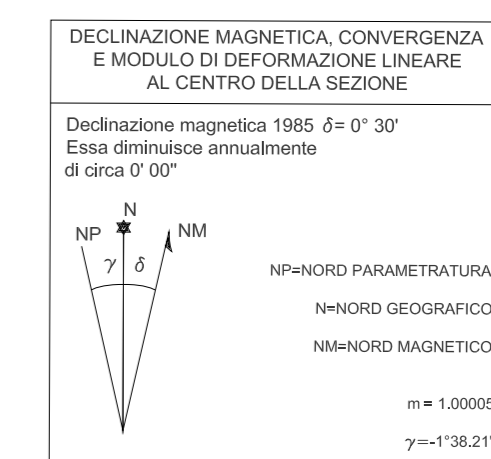 DECLINAZIONE MAGNETICA, CONVERGENZA
E MODULO DI DEFORMAZIONE LINEARE
AL CENTRO DELLA SEZIONE
Declinazione magnetica 1985 δ= 0° 30'
Essa diminuisce annualmente
di circa 0' 00"
N
NP
NM
γ δ
NP=NORD PARAMETRATURA
N=NORD GEOGRAFICO
NM=NORD MAGNETICO
m = 1.00005
γ=-1°38.21'